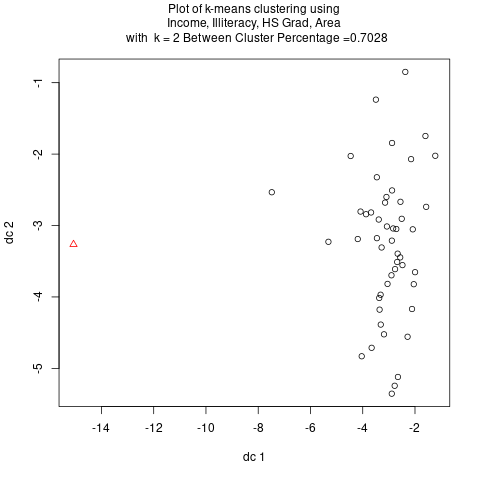 Plot of k-means clustering using
Income, Illiteracy, HS Grad, Area
with k = 2 Between Cluster Percentage =0.7028
-1
-2
-3
-4
-5
dc 2
-14
-12
-10
-8
-6
-4
-2
dc 1